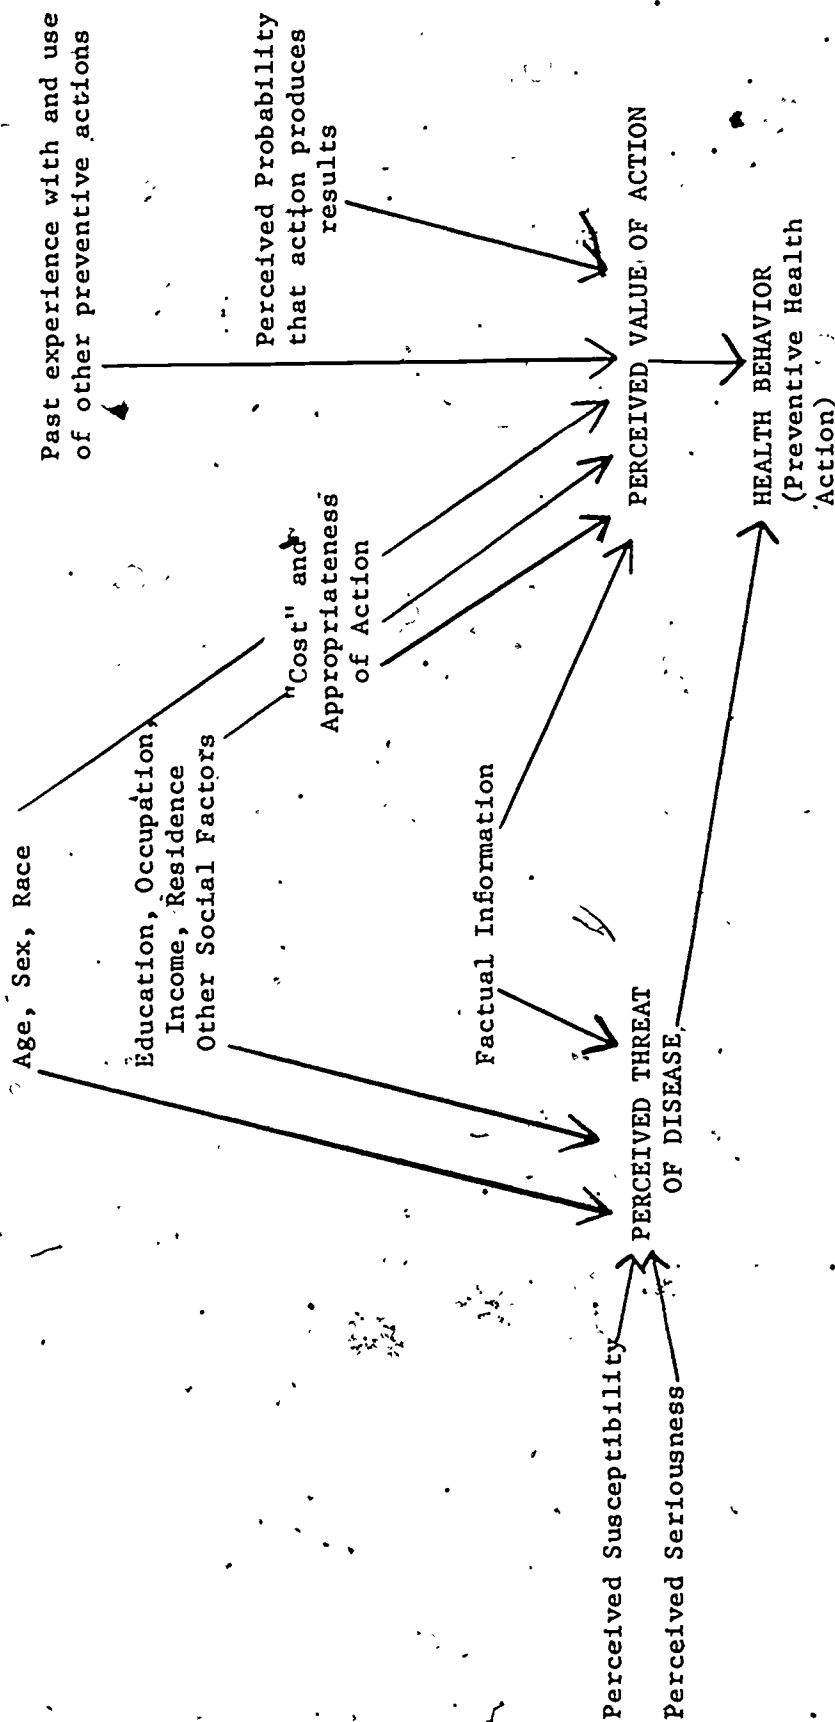 Age, Sex, Race
Past experience with and use
of other preventive actions
Education, Occupation,
Income, Residence
Other Social Factors
Perceived Probability
that action produces
results
"Cost" and
Appropriateness
of Action
Factual Information
Perceived Susceptibility
Perceived Seriousness
PERCEIVED THREAT
OF DISEASE
PERCEIVED VALUE OF ACTION
HEALTH BEHAVIOR
(Preventive Health
Action)